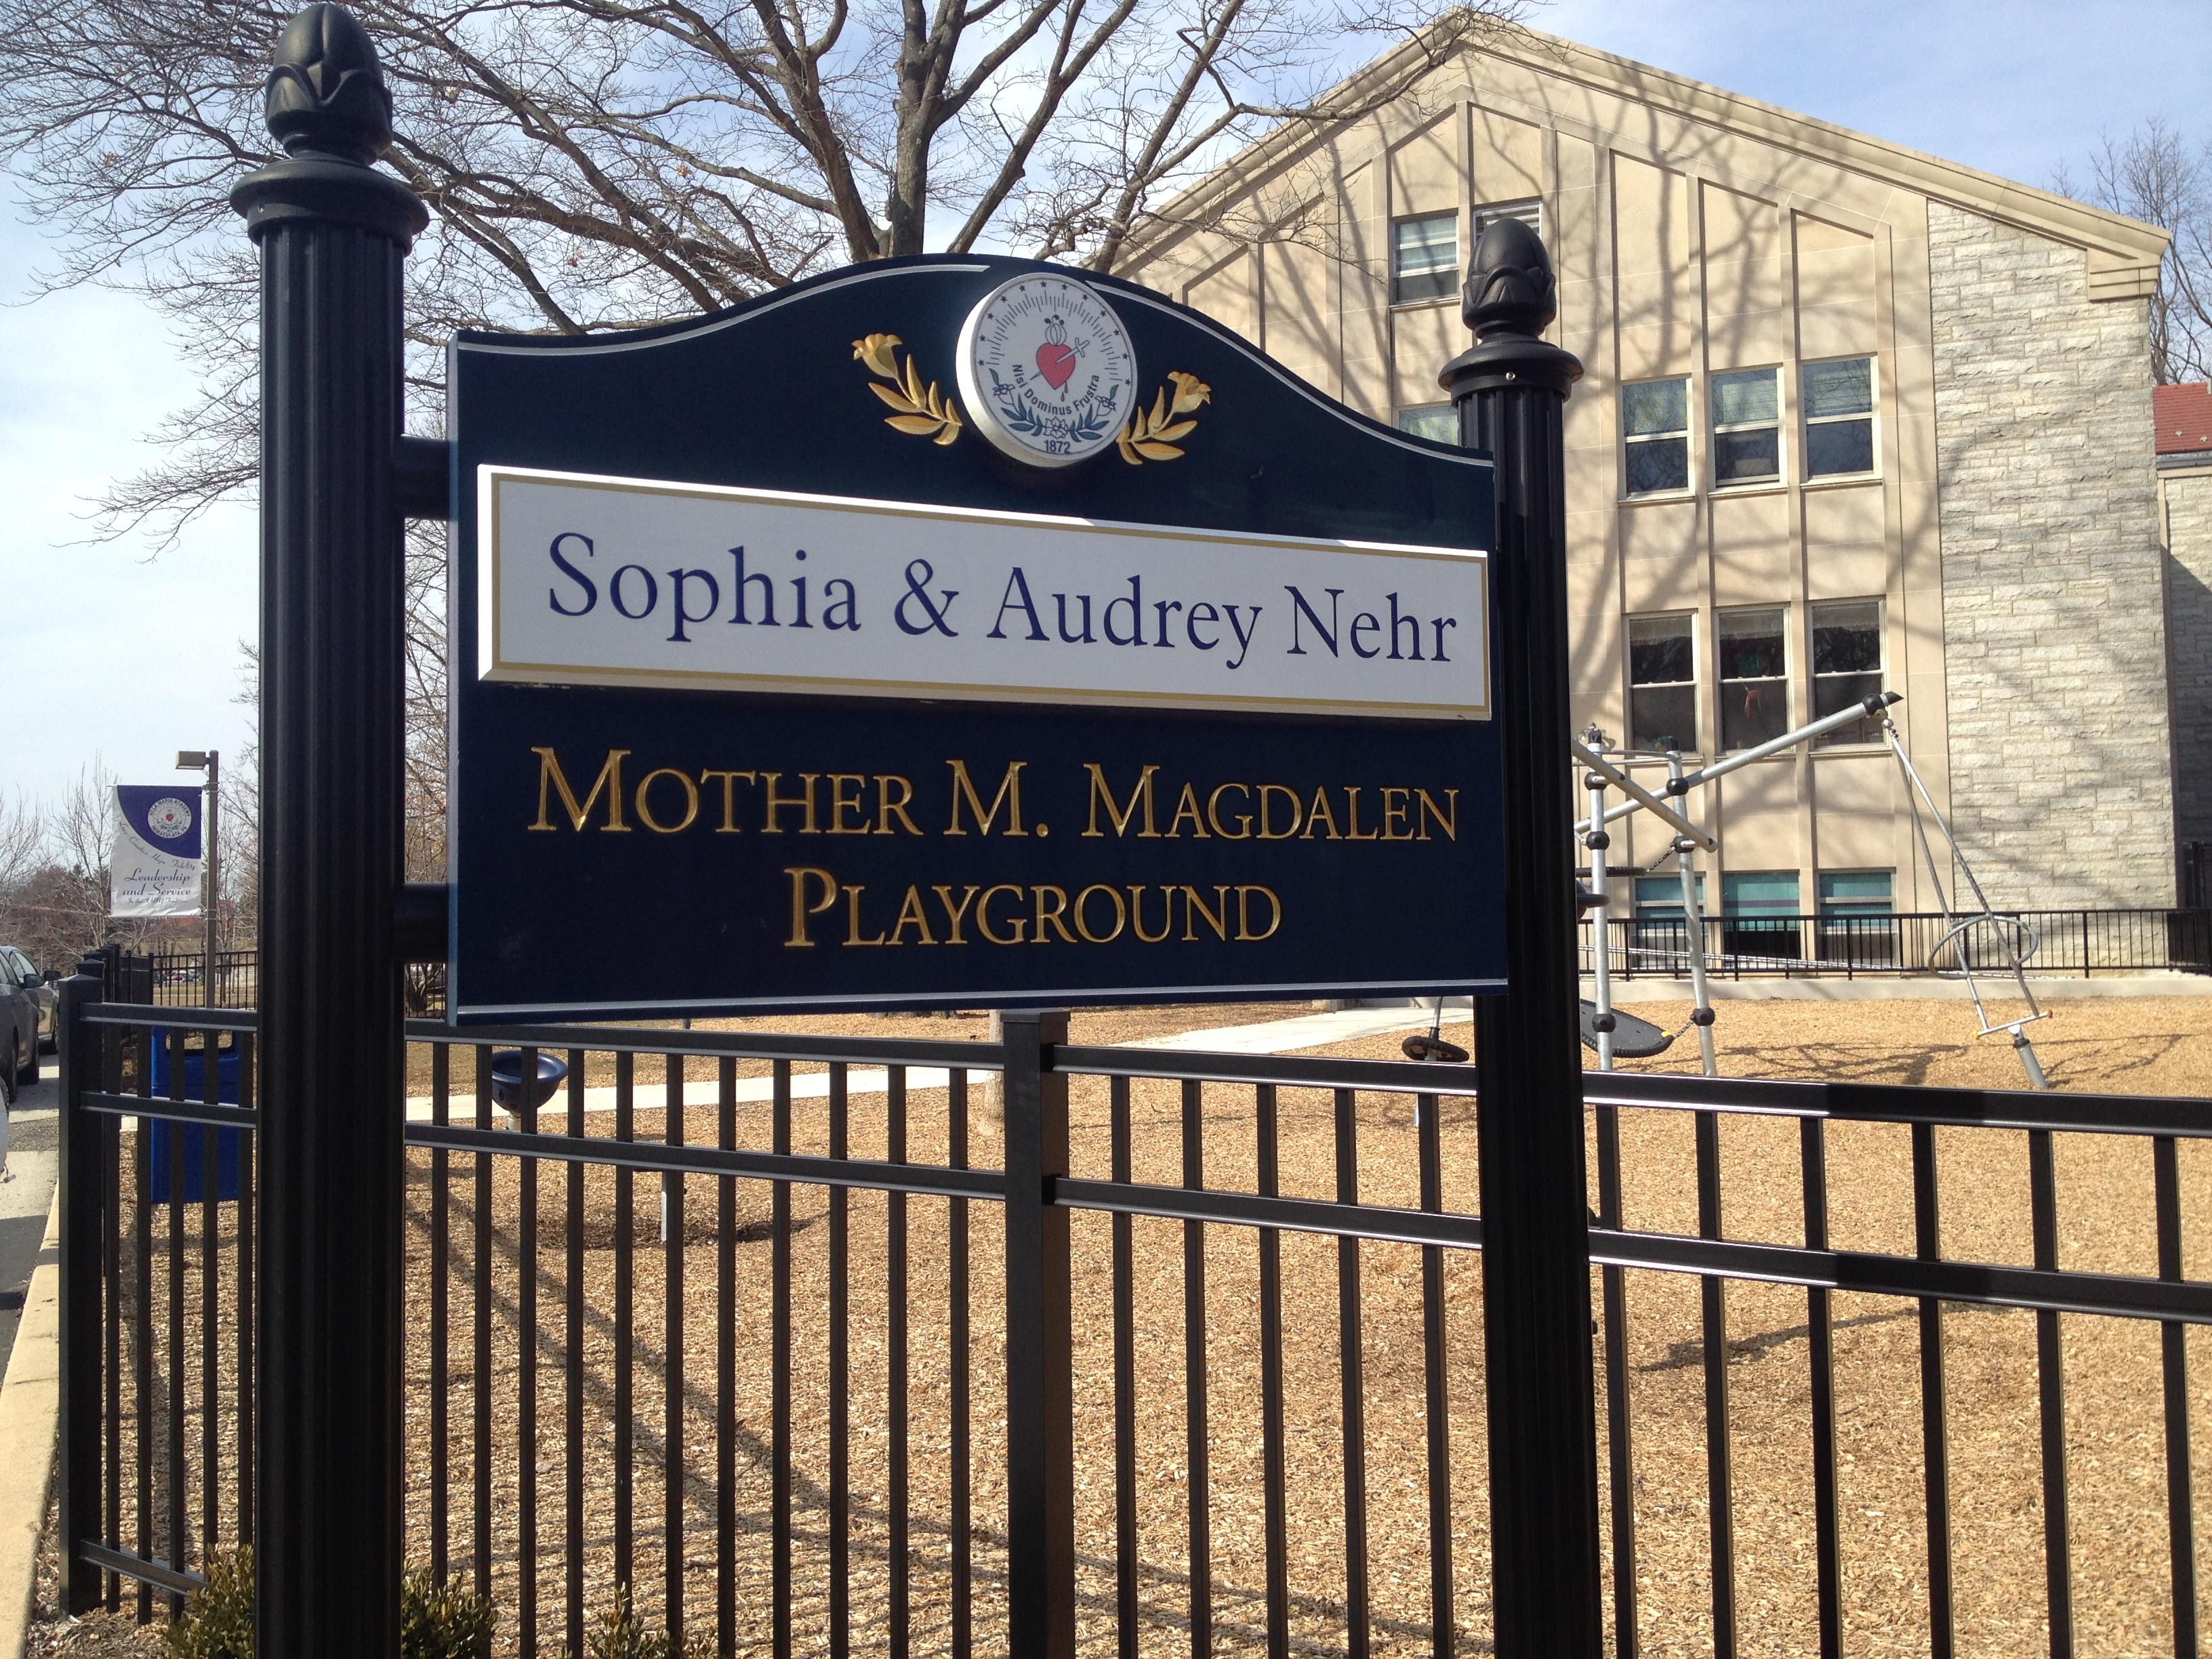 Nisi Dominus Frustra
1872
Sophia & Audrey Nehr
MOTHER M. MAGDALEN
PLAYGROUND
Leadership
and Service